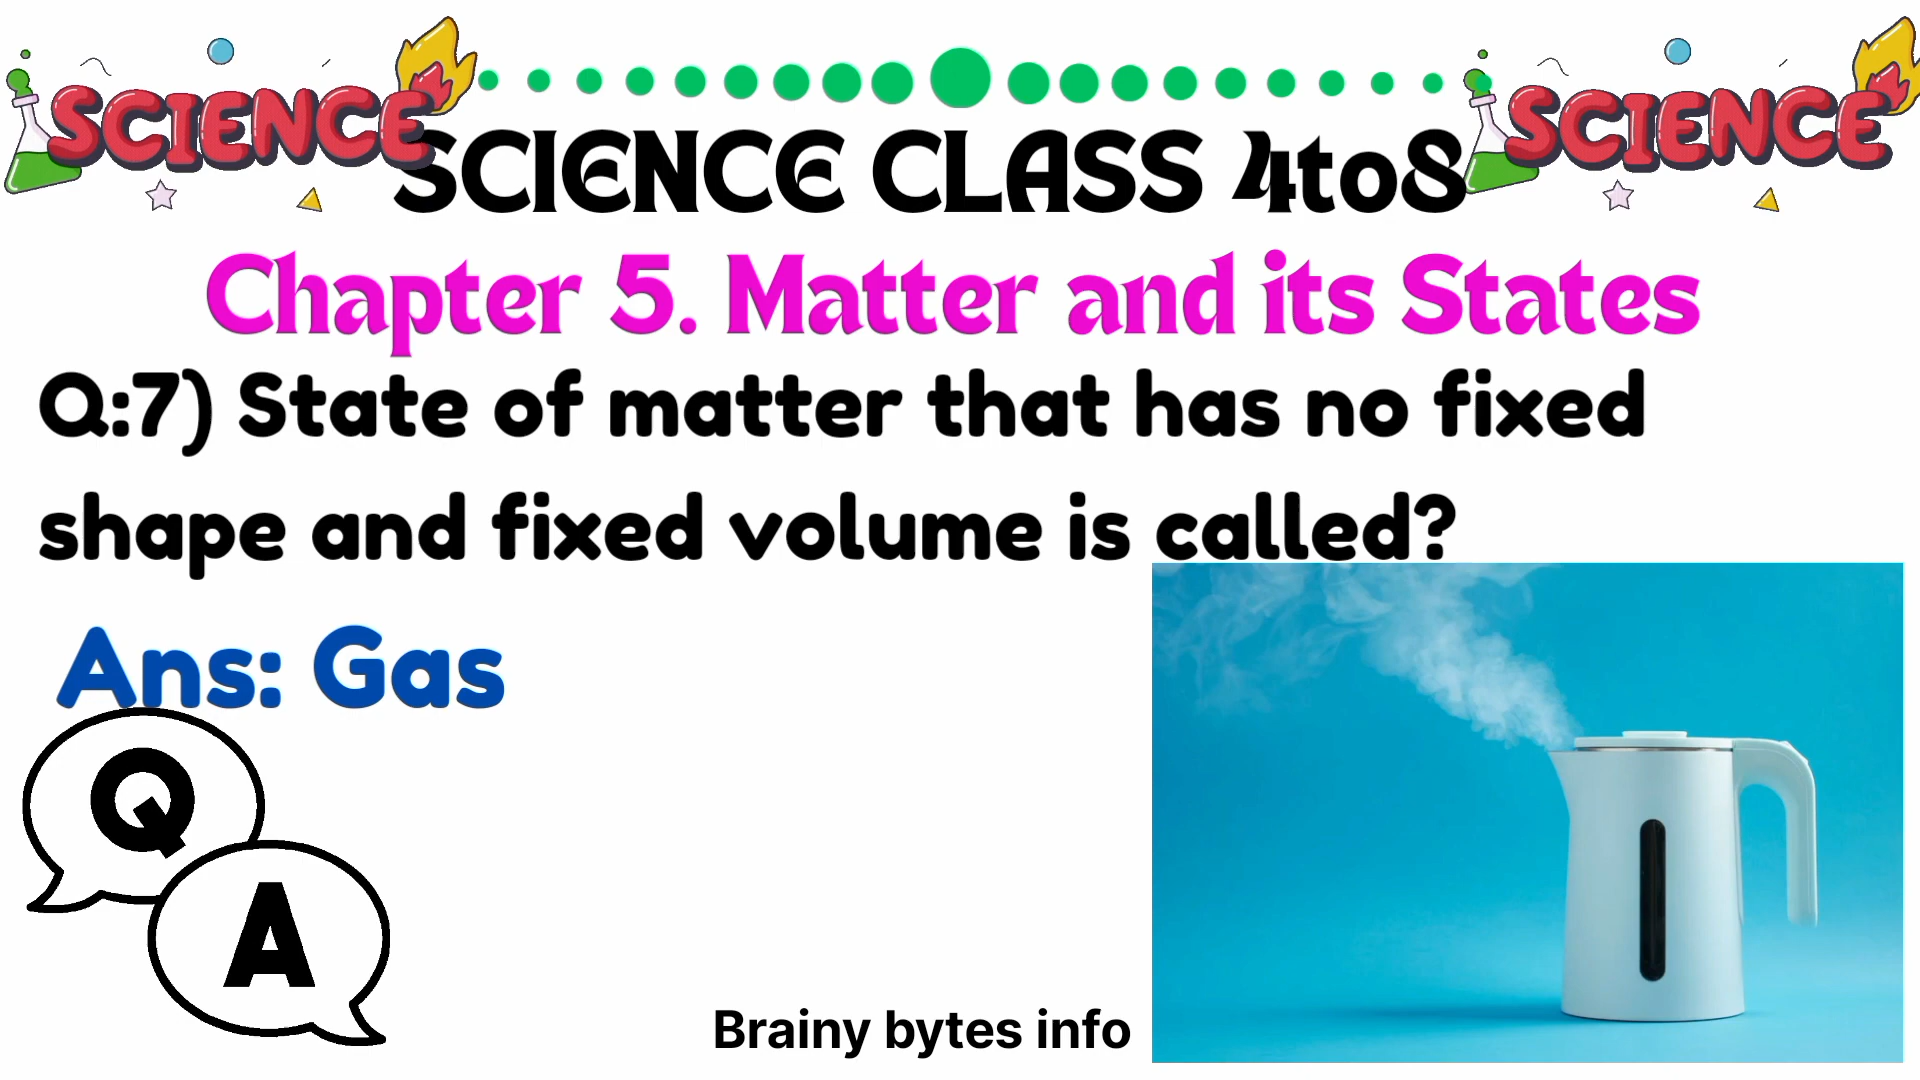 SCIENCE
SCIENCE
SCIENCE CLASS 4to8
Chapter 5. Matter and its States
Q:7) State of matter that has no fixed
shape and fixed volume is called?
Ans: Gas
Q
A
Brainy bytes info